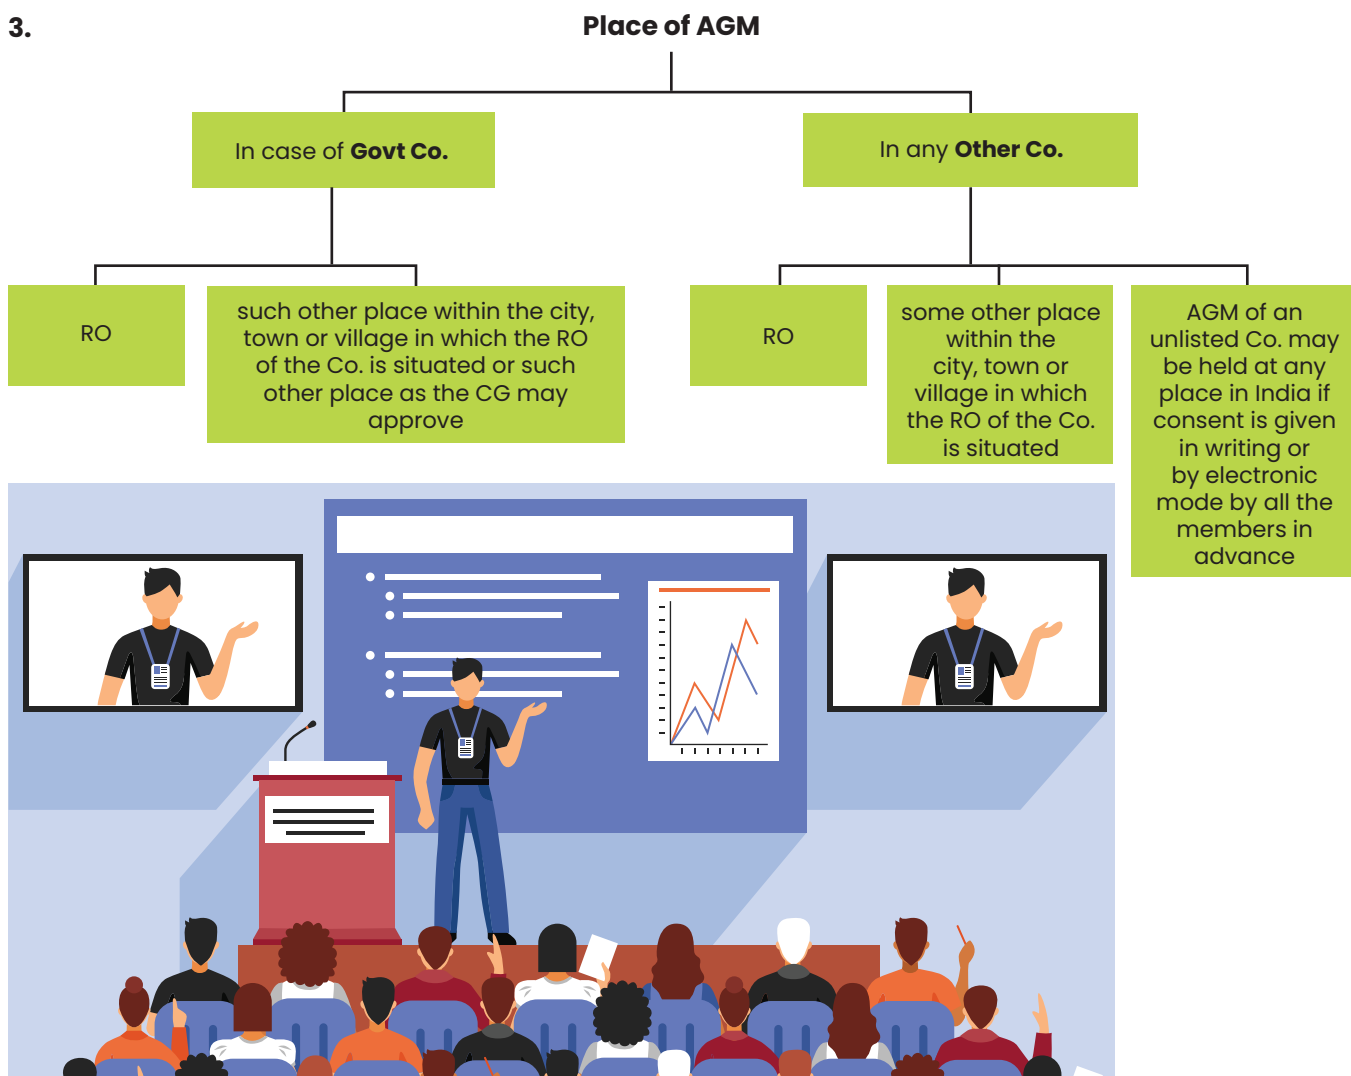 3.
Place of AGM
In case of Govt Co.
In any Other Co.
RO
such other place within the city,
town or village in which the RO
of the Co. is situated or such
other place as the CG may
approve
RO
some other place
within the
city, town or
village in which
the RO of the Co.
is situated
AGM of an
unlisted Co. may
be held at any
place in India if
consent is given
in writing or
by electronic
mode by all the
members in
advance